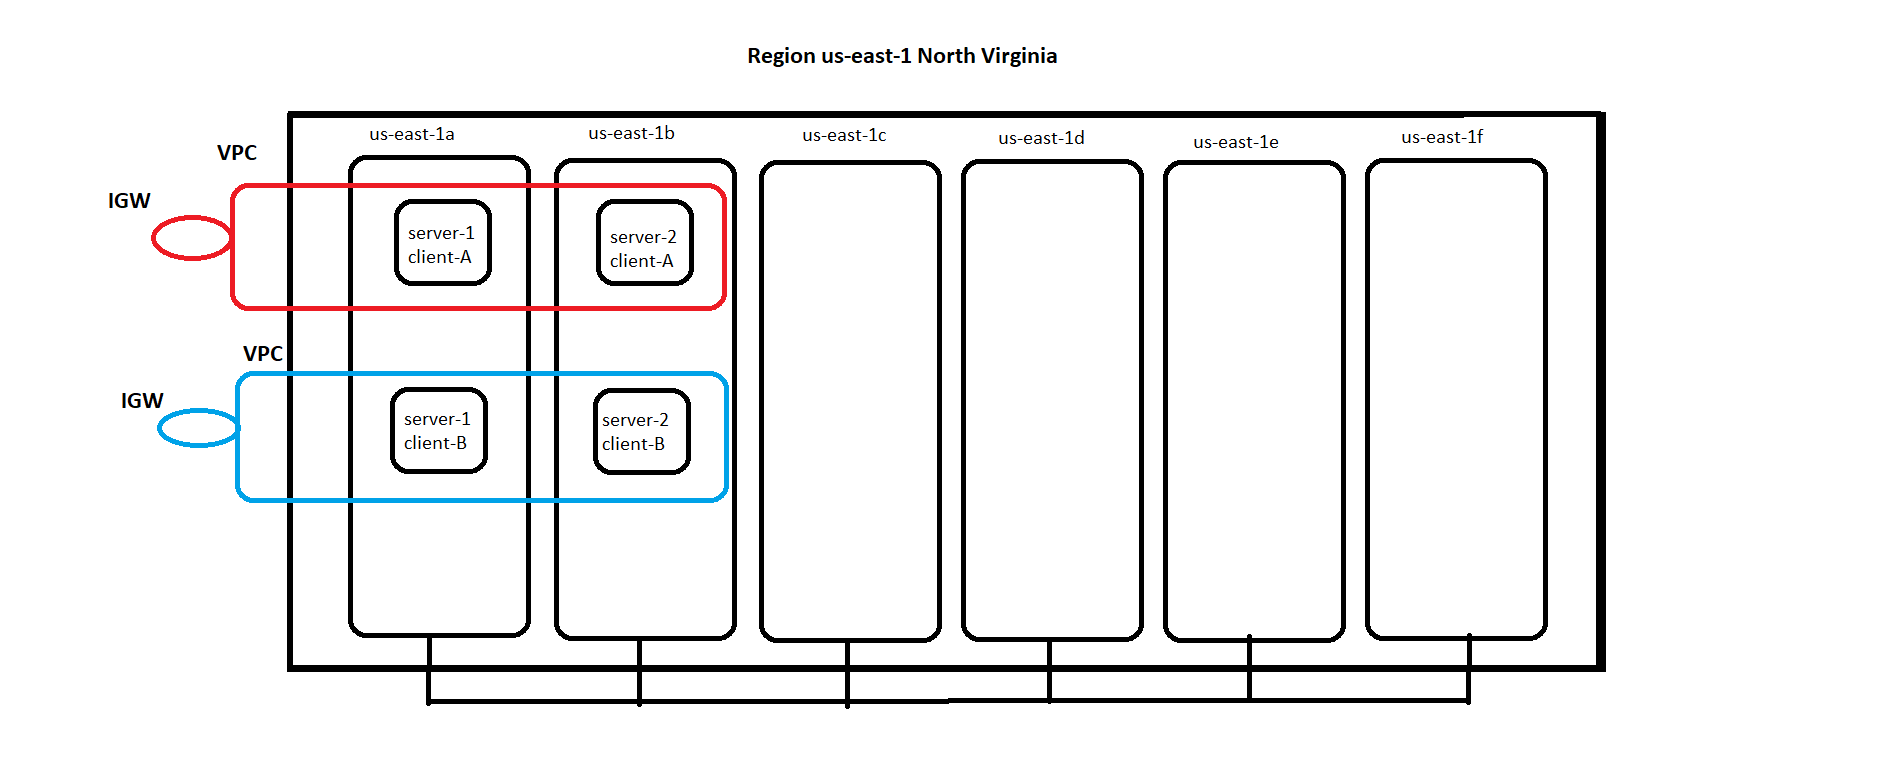 Region us-east-1 North Virginia
us-east-1a
us-east-1b
us-east-1c
us-east-1d
us-east-1e
us-east-1f
VPC
IGW
server-1
client-A
server-2
client-A
VPC
IGW
server-1
client-B
server-2
client-B